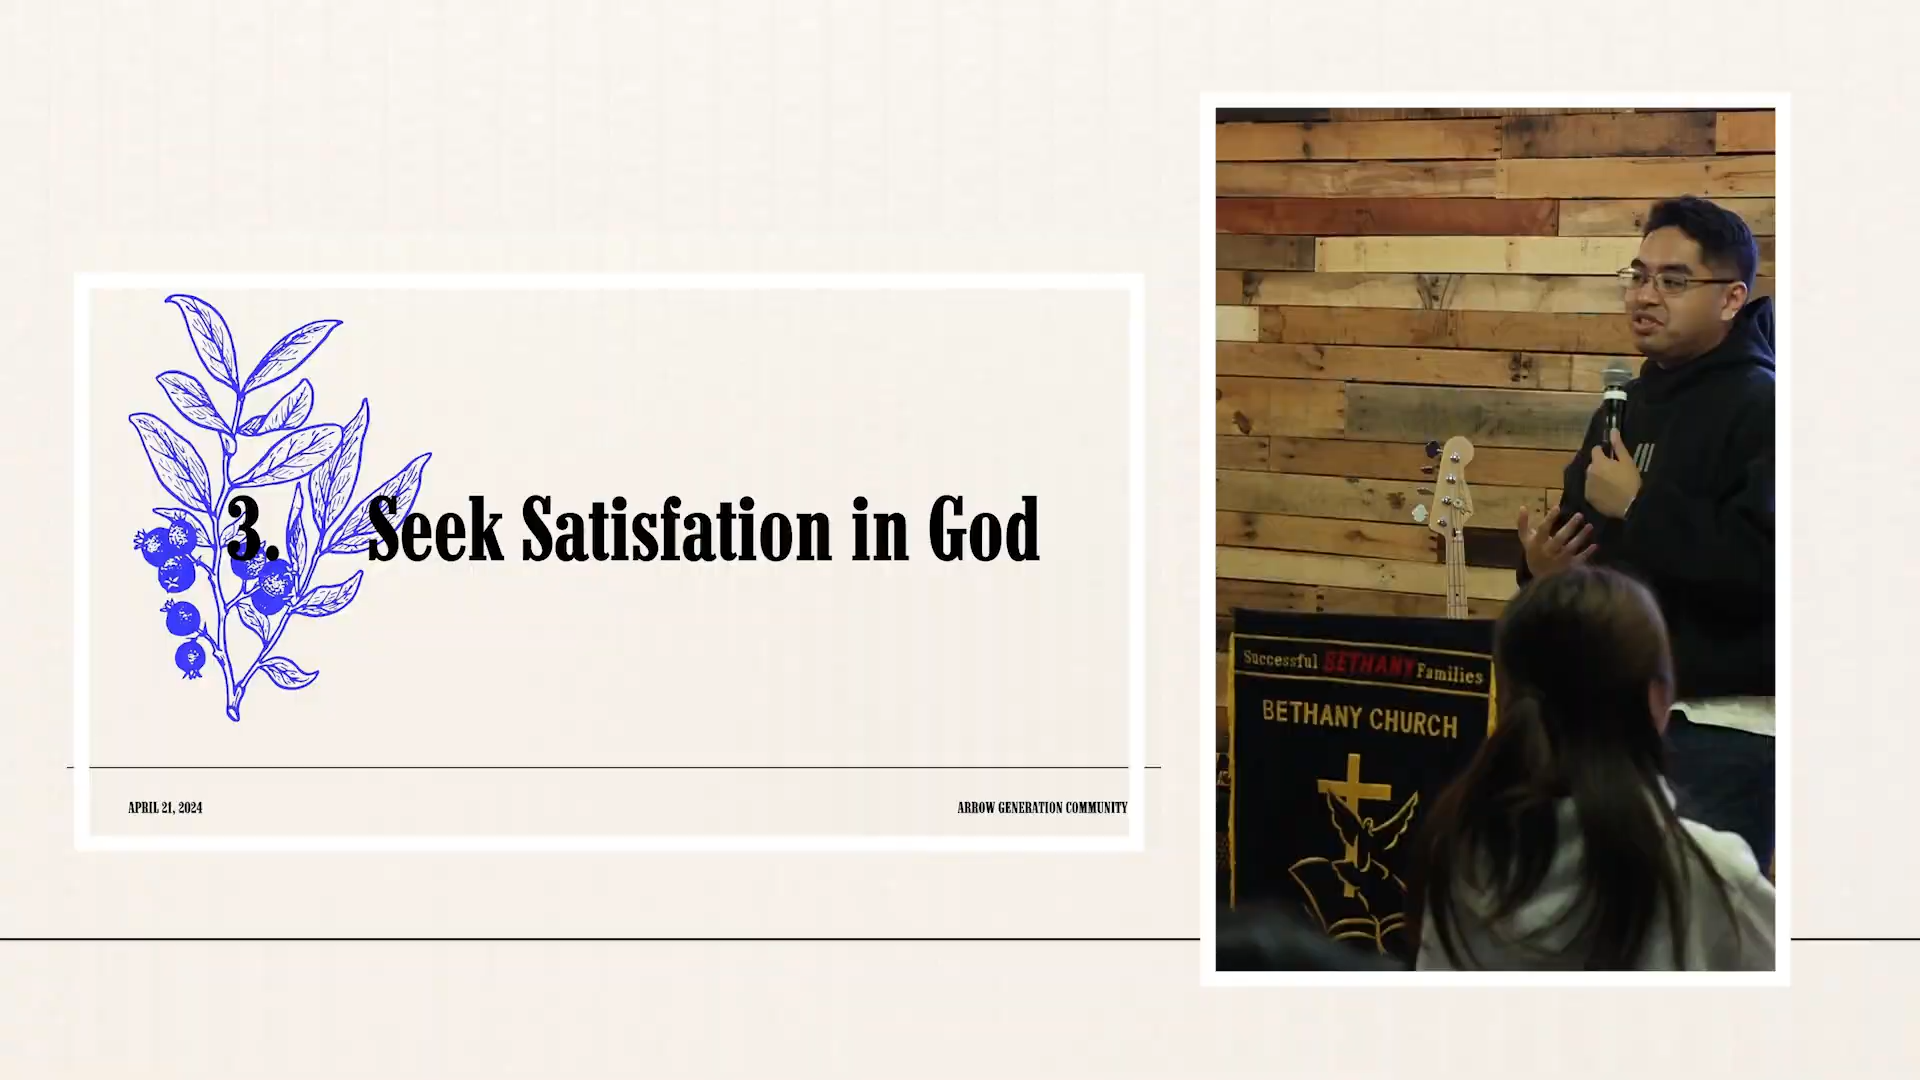 3. Seek Satisfation in God
APRIL 21, 2024
ARROW GENERATION COMMUNITY
Successful BETHANY Families
BETHANY CHURCH